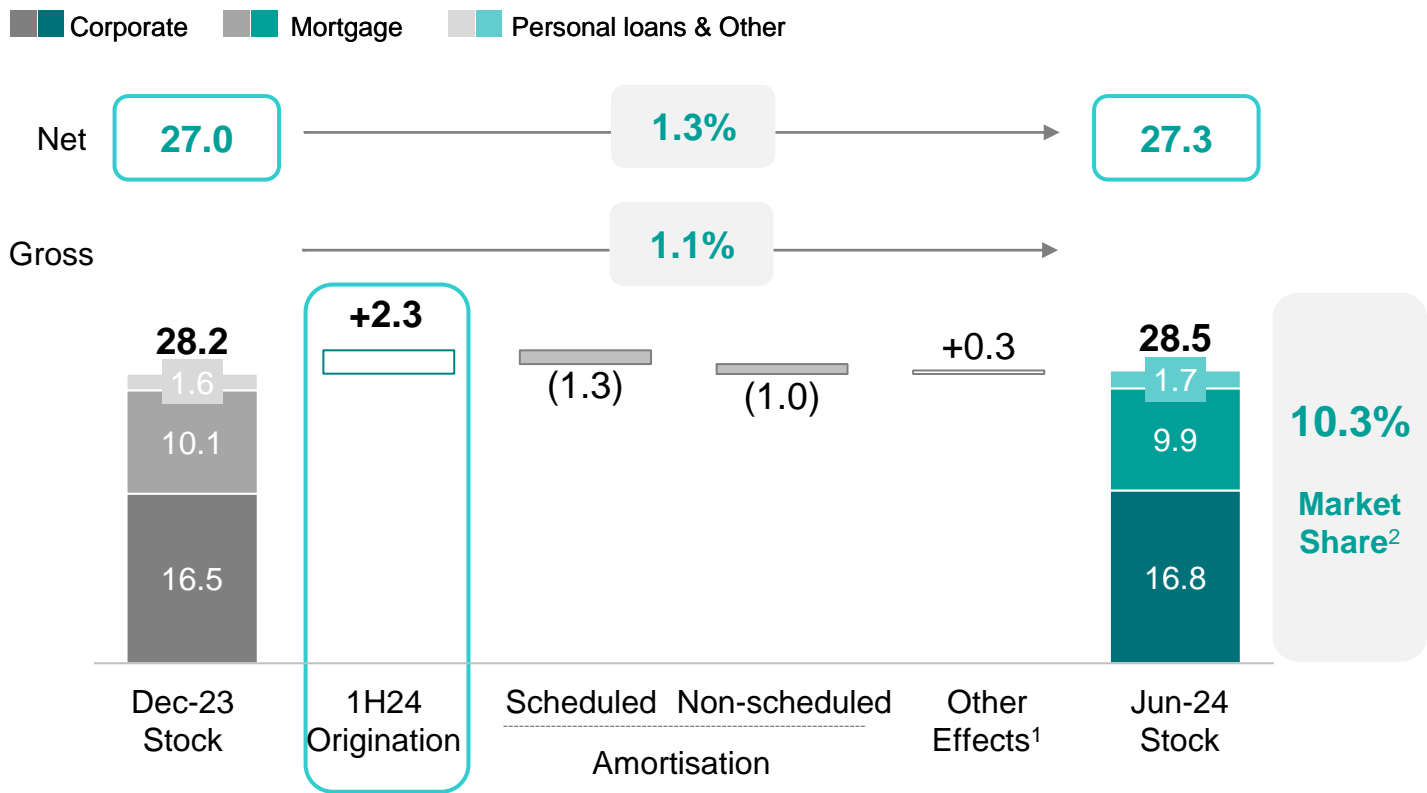 Corporate Mortgage Personal loans & Other
Net 27.0 1.3% 27.3
Gross 1.1%
28.2 +2.3 (1.3) (1.0) +0.3 28.5
1.6 1.7
10.1 9.9
16.5 16.8
10.3%
Market
Share²
Dec-23
Stock
1H24
Origination
Scheduled Non-scheduled
Amortisation
Other
Effects¹
Jun-24
Stock